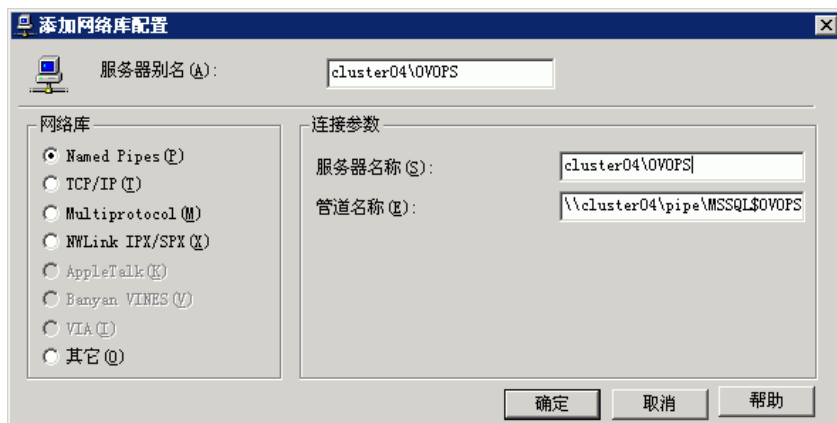 添加网络库配置
服务器别名(A): cluster04\OVOPS
网络库
Named Pipes(P)
TCP/IP(T)
Multiprotocol(M)
NWLink IPX/SPX(X)
AppleTalk(K)
Banyan VINES(V)
VIA(I)
其它(O)
连接参数
服务器名称(S): cluster04\OVOPS
管道名称(E): \\cluster04\pipe\MSSQL$OVOPS
确定 取消 帮助